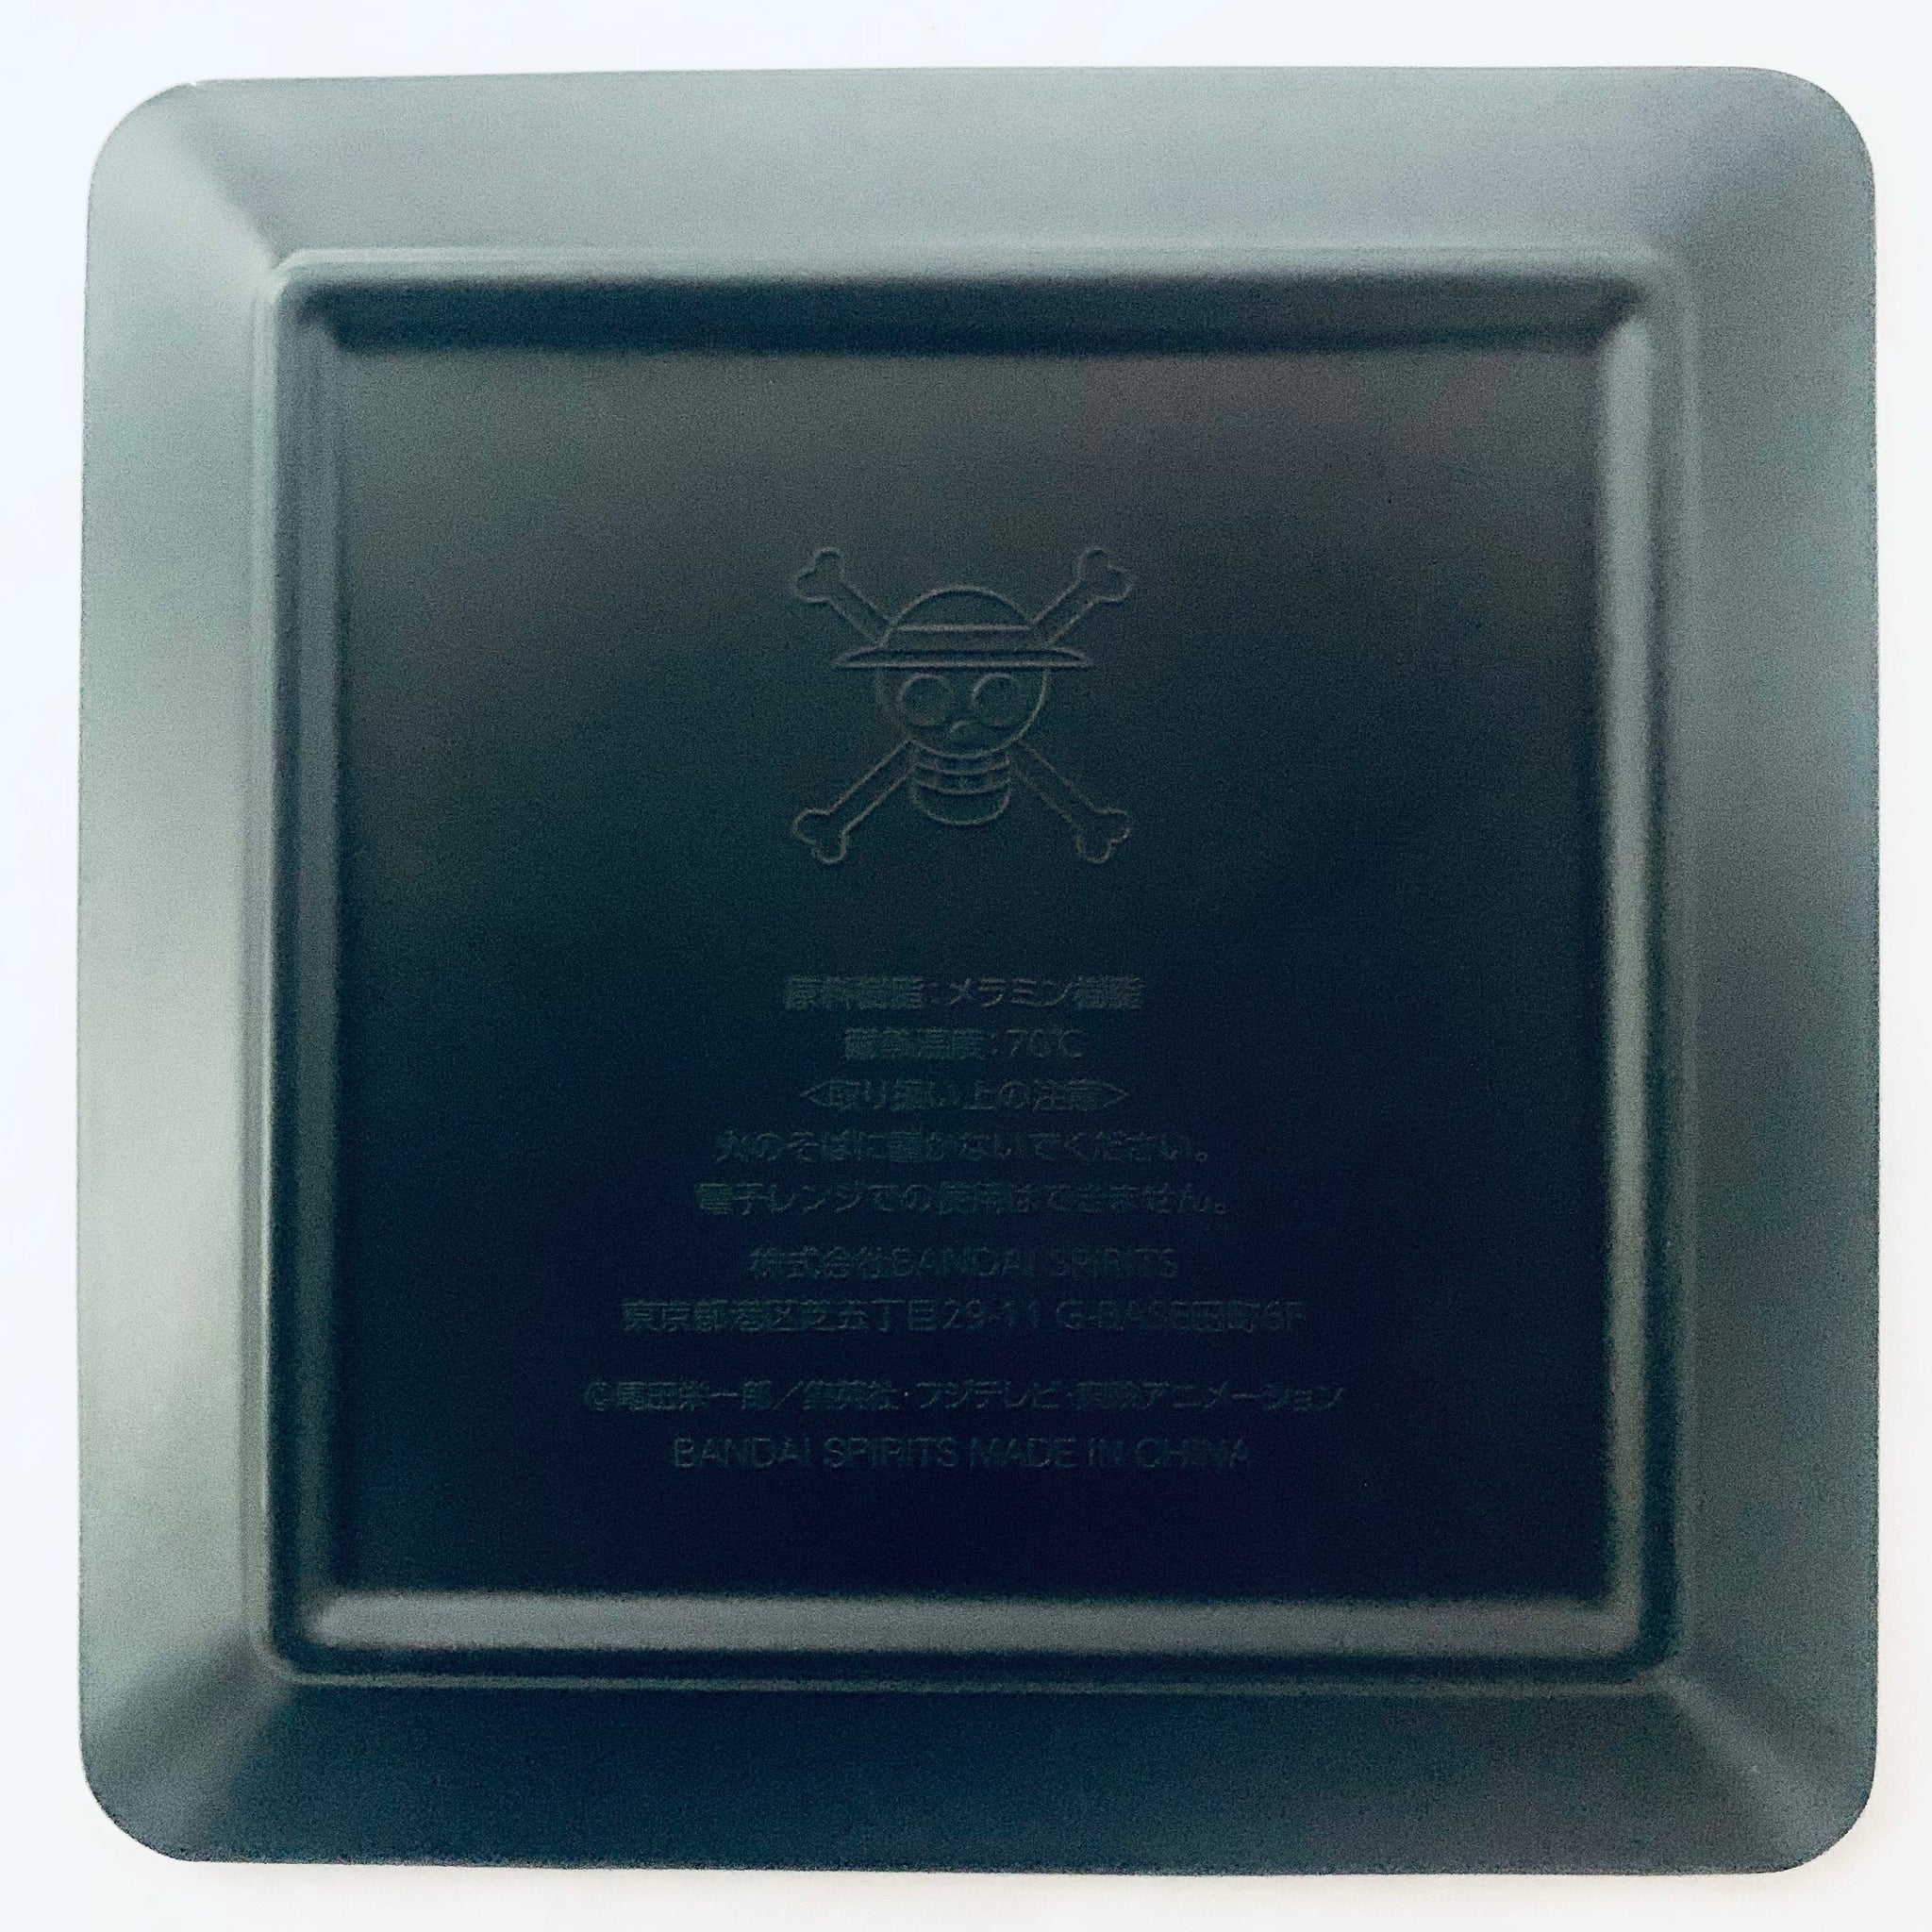 原料樹脂:メラミン樹脂
耐熱温度:70℃
<取り扱い上の注意>
火のそばに置かないでください。
電子レンジでの使用はできません。
株式会社BANDAI SPIRITS
東京都港区芝五丁目29-11 G-BASE田町6F
©尾田栄一郎/集英社・フジテレビ・東映アニメーション
BANDAI SPIRITS MADE IN CHINA